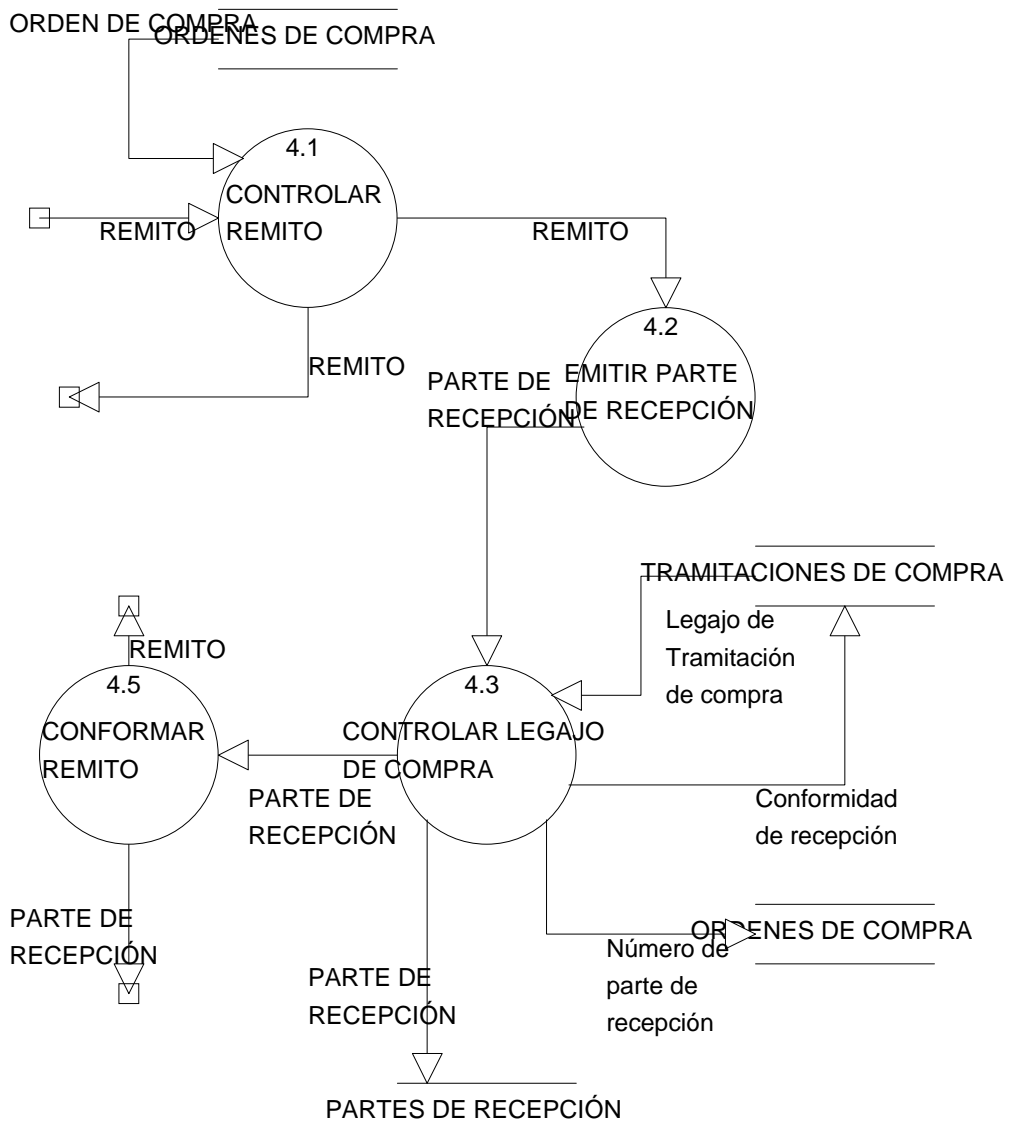 ORDEN DE COMPRA
ORDENES DE COMPRA
4.1
CONTROLAR
REMITO
REMITO
REMITO
REMITO
4.2
EMITIR PARTE
DE RECEPCIÓN
PARTE DE
RECEPCIÓN
TRAMITACIONES DE COMPRA
Legajo de
Tramitación
de compra
REMITO
4.5
CONFORMAR
REMITO
4.3
CONTROLAR LEGAJO
DE COMPRA
PARTE DE
RECEPCIÓN
Conformidad
de recepción
PARTE DE
RECEPCIÓN
ORDENES DE COMPRA
Número de
parte de
recepción
PARTE DE
RECEPCIÓN
PARTES DE RECEPCIÓN